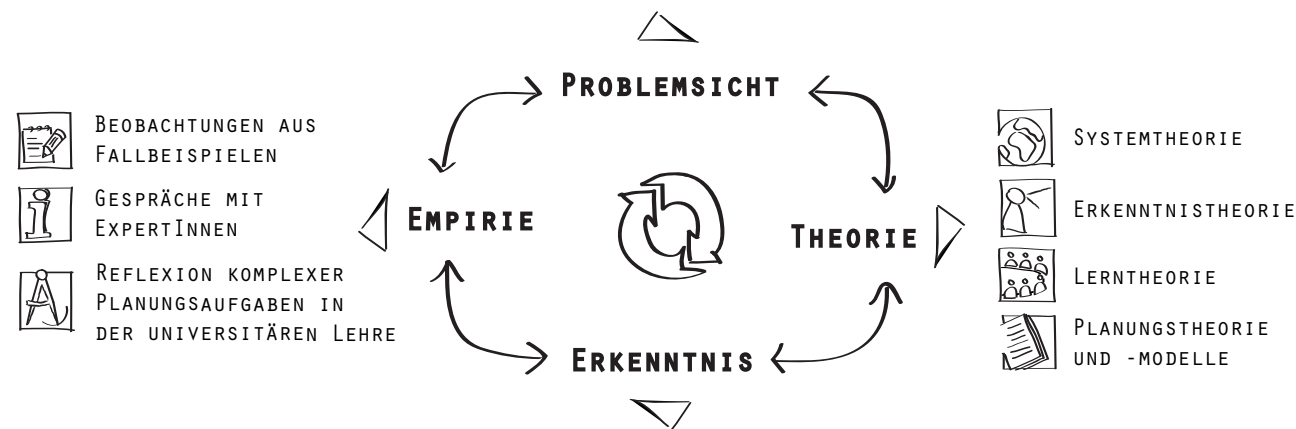 Problemsicht
Beobachtungen aus
Fallbeispielen
Gespräche mit
ExpertInnen
Reflexion komplexer
Planungsaufgaben in
der universitären Lehre
Empirie
Theorie
Systemtheorie
Erkenntnistheorie
Lerntheorie
Planungstheorie
und -modelle
Erkenntnis